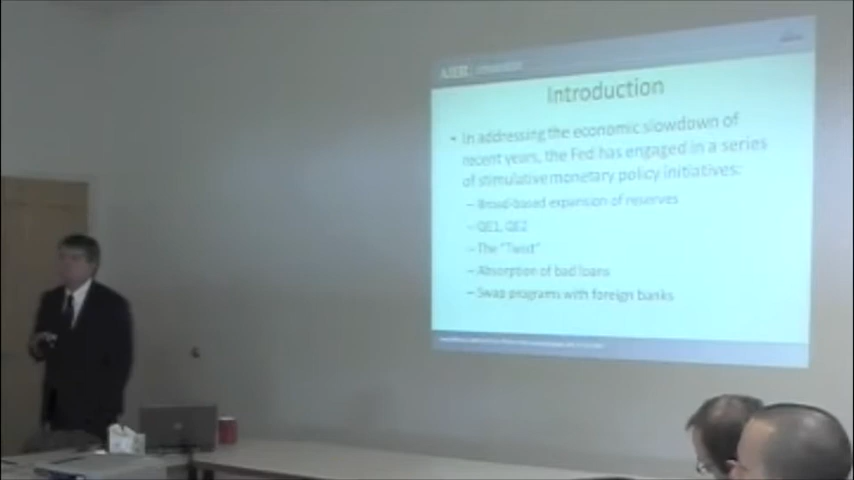 AIER
Introduction
• In addressing the economic slowdown of
recent years, the Fed has engaged in a series
of stimulative monetary policy initiatives:
– Broad-based expansion of reserves
– QE1, QE2
– The "Twist"
– Absorption of bad loans
– Swap programs with foreign banks